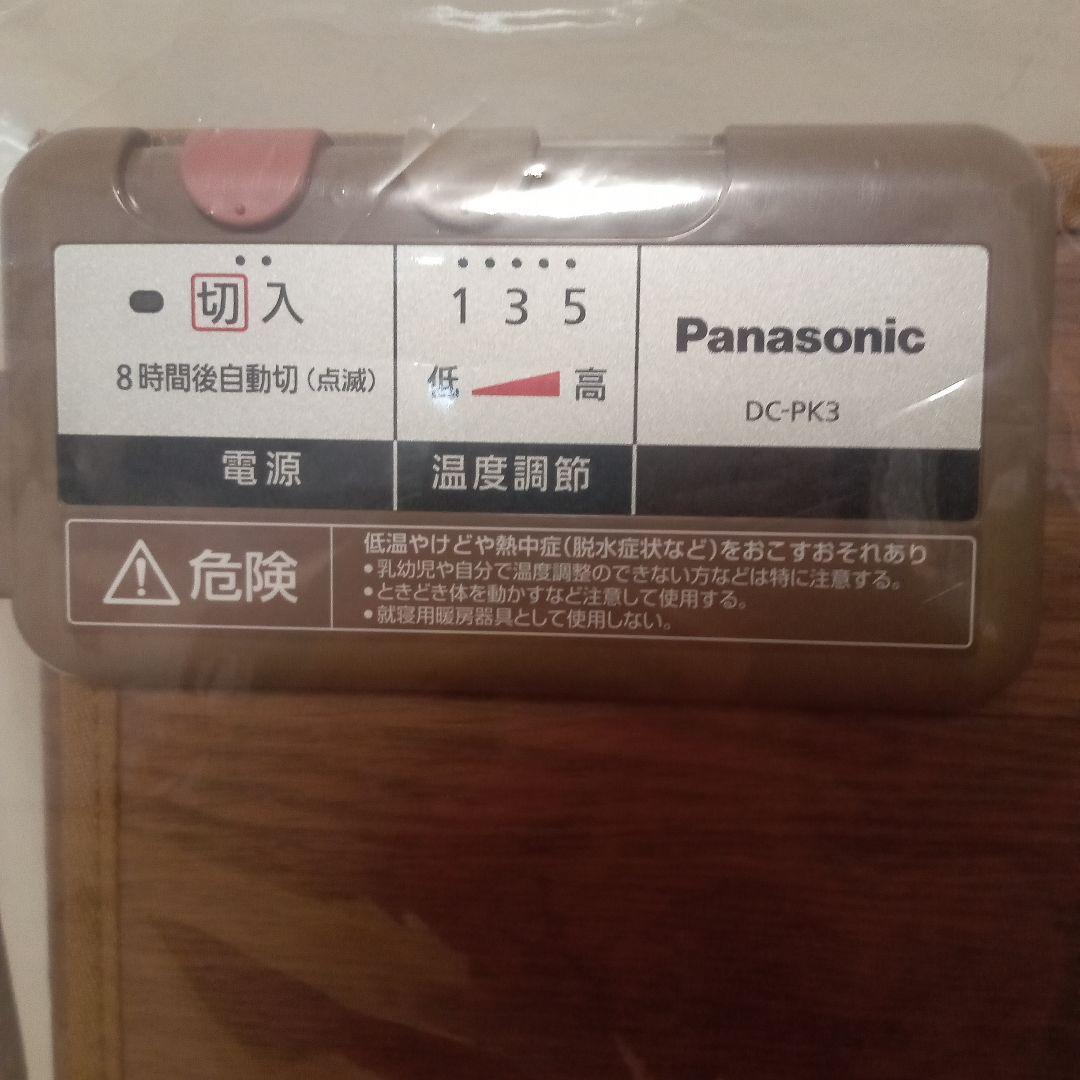 切 入
8時間後自動切（点滅）
電源
1 3 5
低 高
温度調節
Panasonic
DC-PK3
危険
低温やけどや熱中症（脱水症状など）をおこすおそれあり
•乳幼児や自分で温度調整のできない方などは特に注意する。
•ときどき体を動かすなど注意して使用する。
•就寝用暖房器具として使用しない。